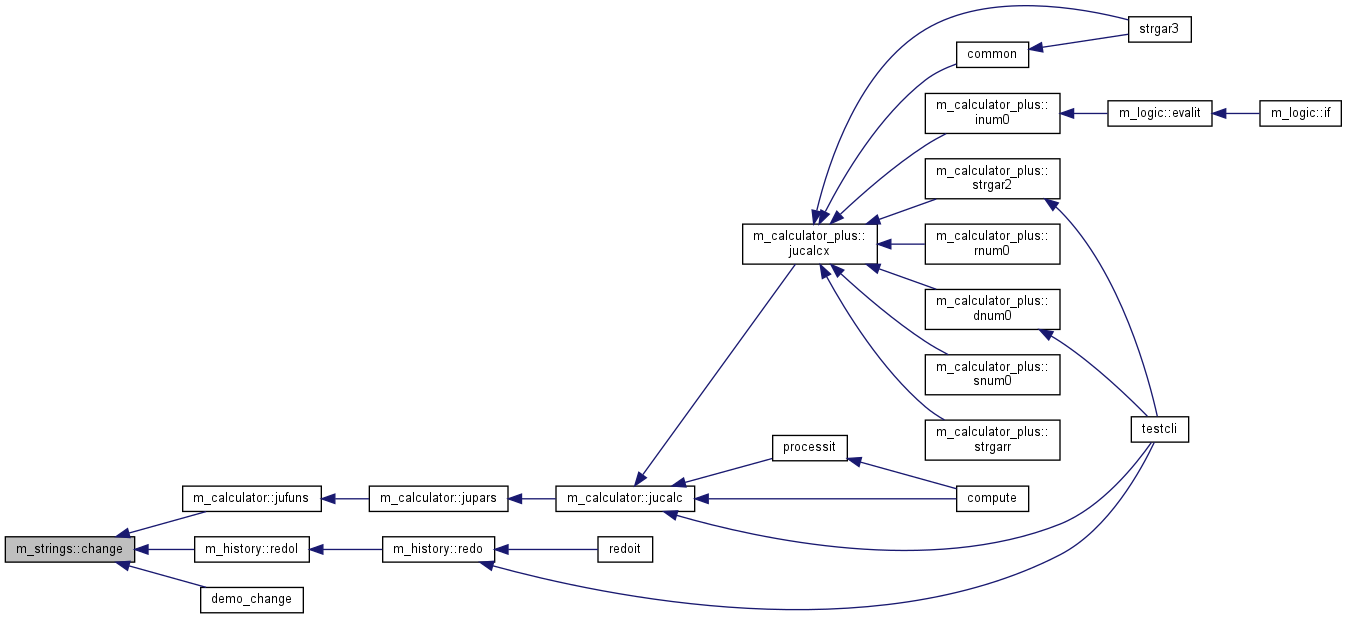 strgar3
common
m_calculator_plus::
inum0
m_logic::evalit
m_logic::if
m_calculator_plus::
strgar2
m_calculator_plus::
jucalcx
m_calculator_plus::
rnum0
m_calculator_plus::
dnum0
m_calculator_plus::
snum0
m_calculator_plus::
strgarr
testcli
processit
m_calculator::jufuns
m_calculator::jupars
m_calculator::jucalc
compute
m_strings::change
m_history::redol
m_history::redo
redoit
demo_change